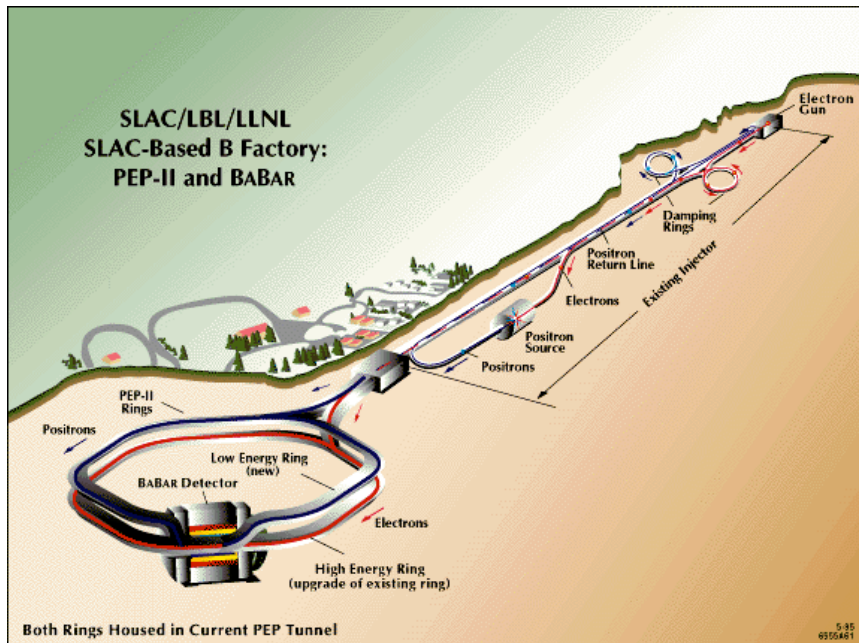 SLAC/LBL/LLNL
SLAC-Based B Factory:
PEP-II and BABAR
Electron
Gun
Damping
Rings
Positron
Return Line
Existing Injector
Electrons
Positron
Source
Positrons
PEP-II
Rings
Positrons
Low Energy Ring
(new)
BABAR Detector
Electrons
High Energy Ring
(upgrade of existing ring)
Both Rings Housed in Current PEP Tunnel
5-95
6955A61